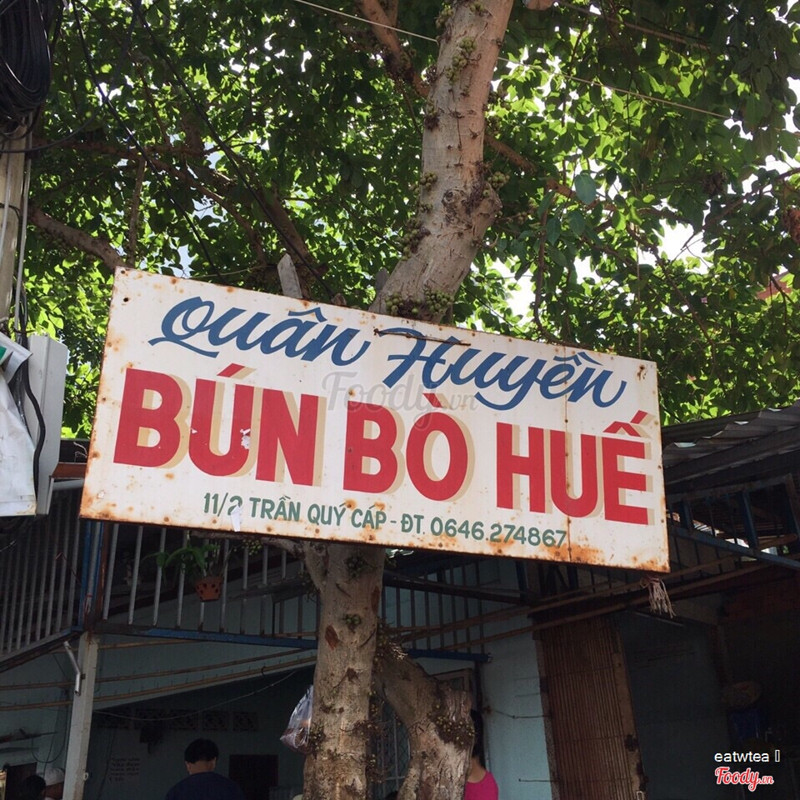 Quân Huyền
BÚN BÒ HUẾ
11/2 TRẦN QUÝ CÁP - ĐT 0646.274867
Foody.vn
eatwtea
Foody.vn